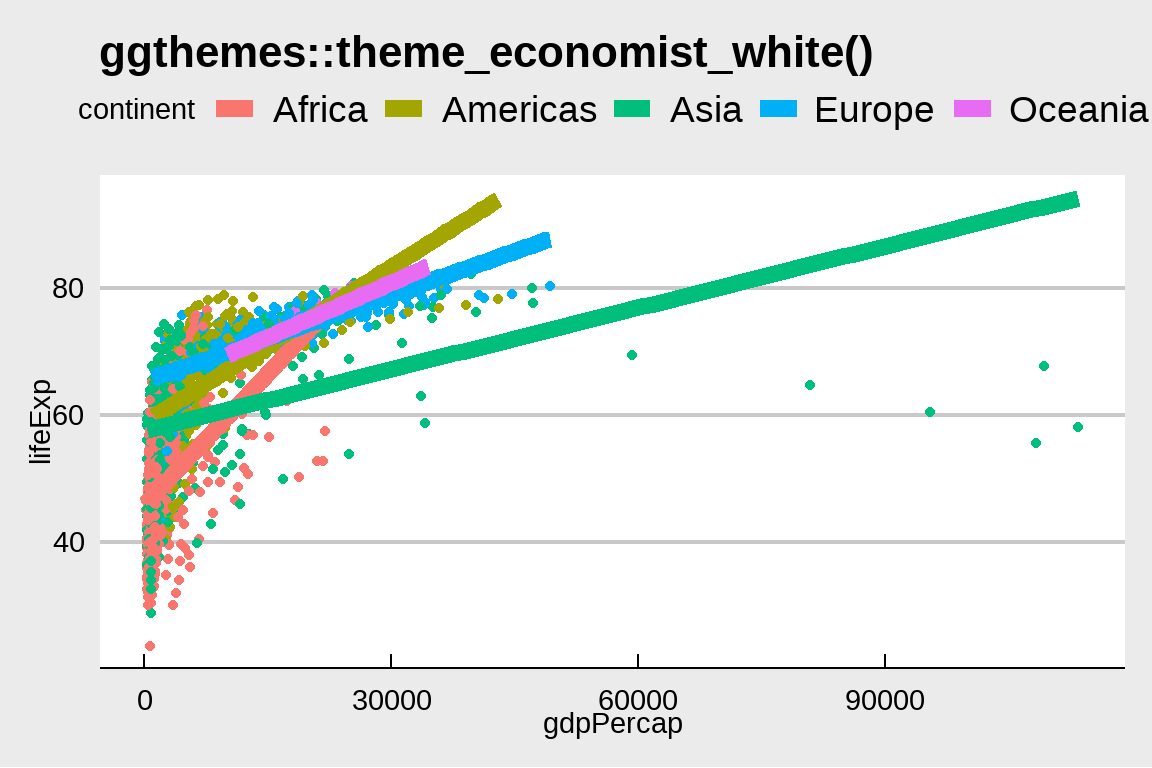 ggthemes::theme_economist_white()
continent Africa Americas Asia Europe Oceania
80
60
40
lifeExp
0 30000 60000 90000
gdpPercap